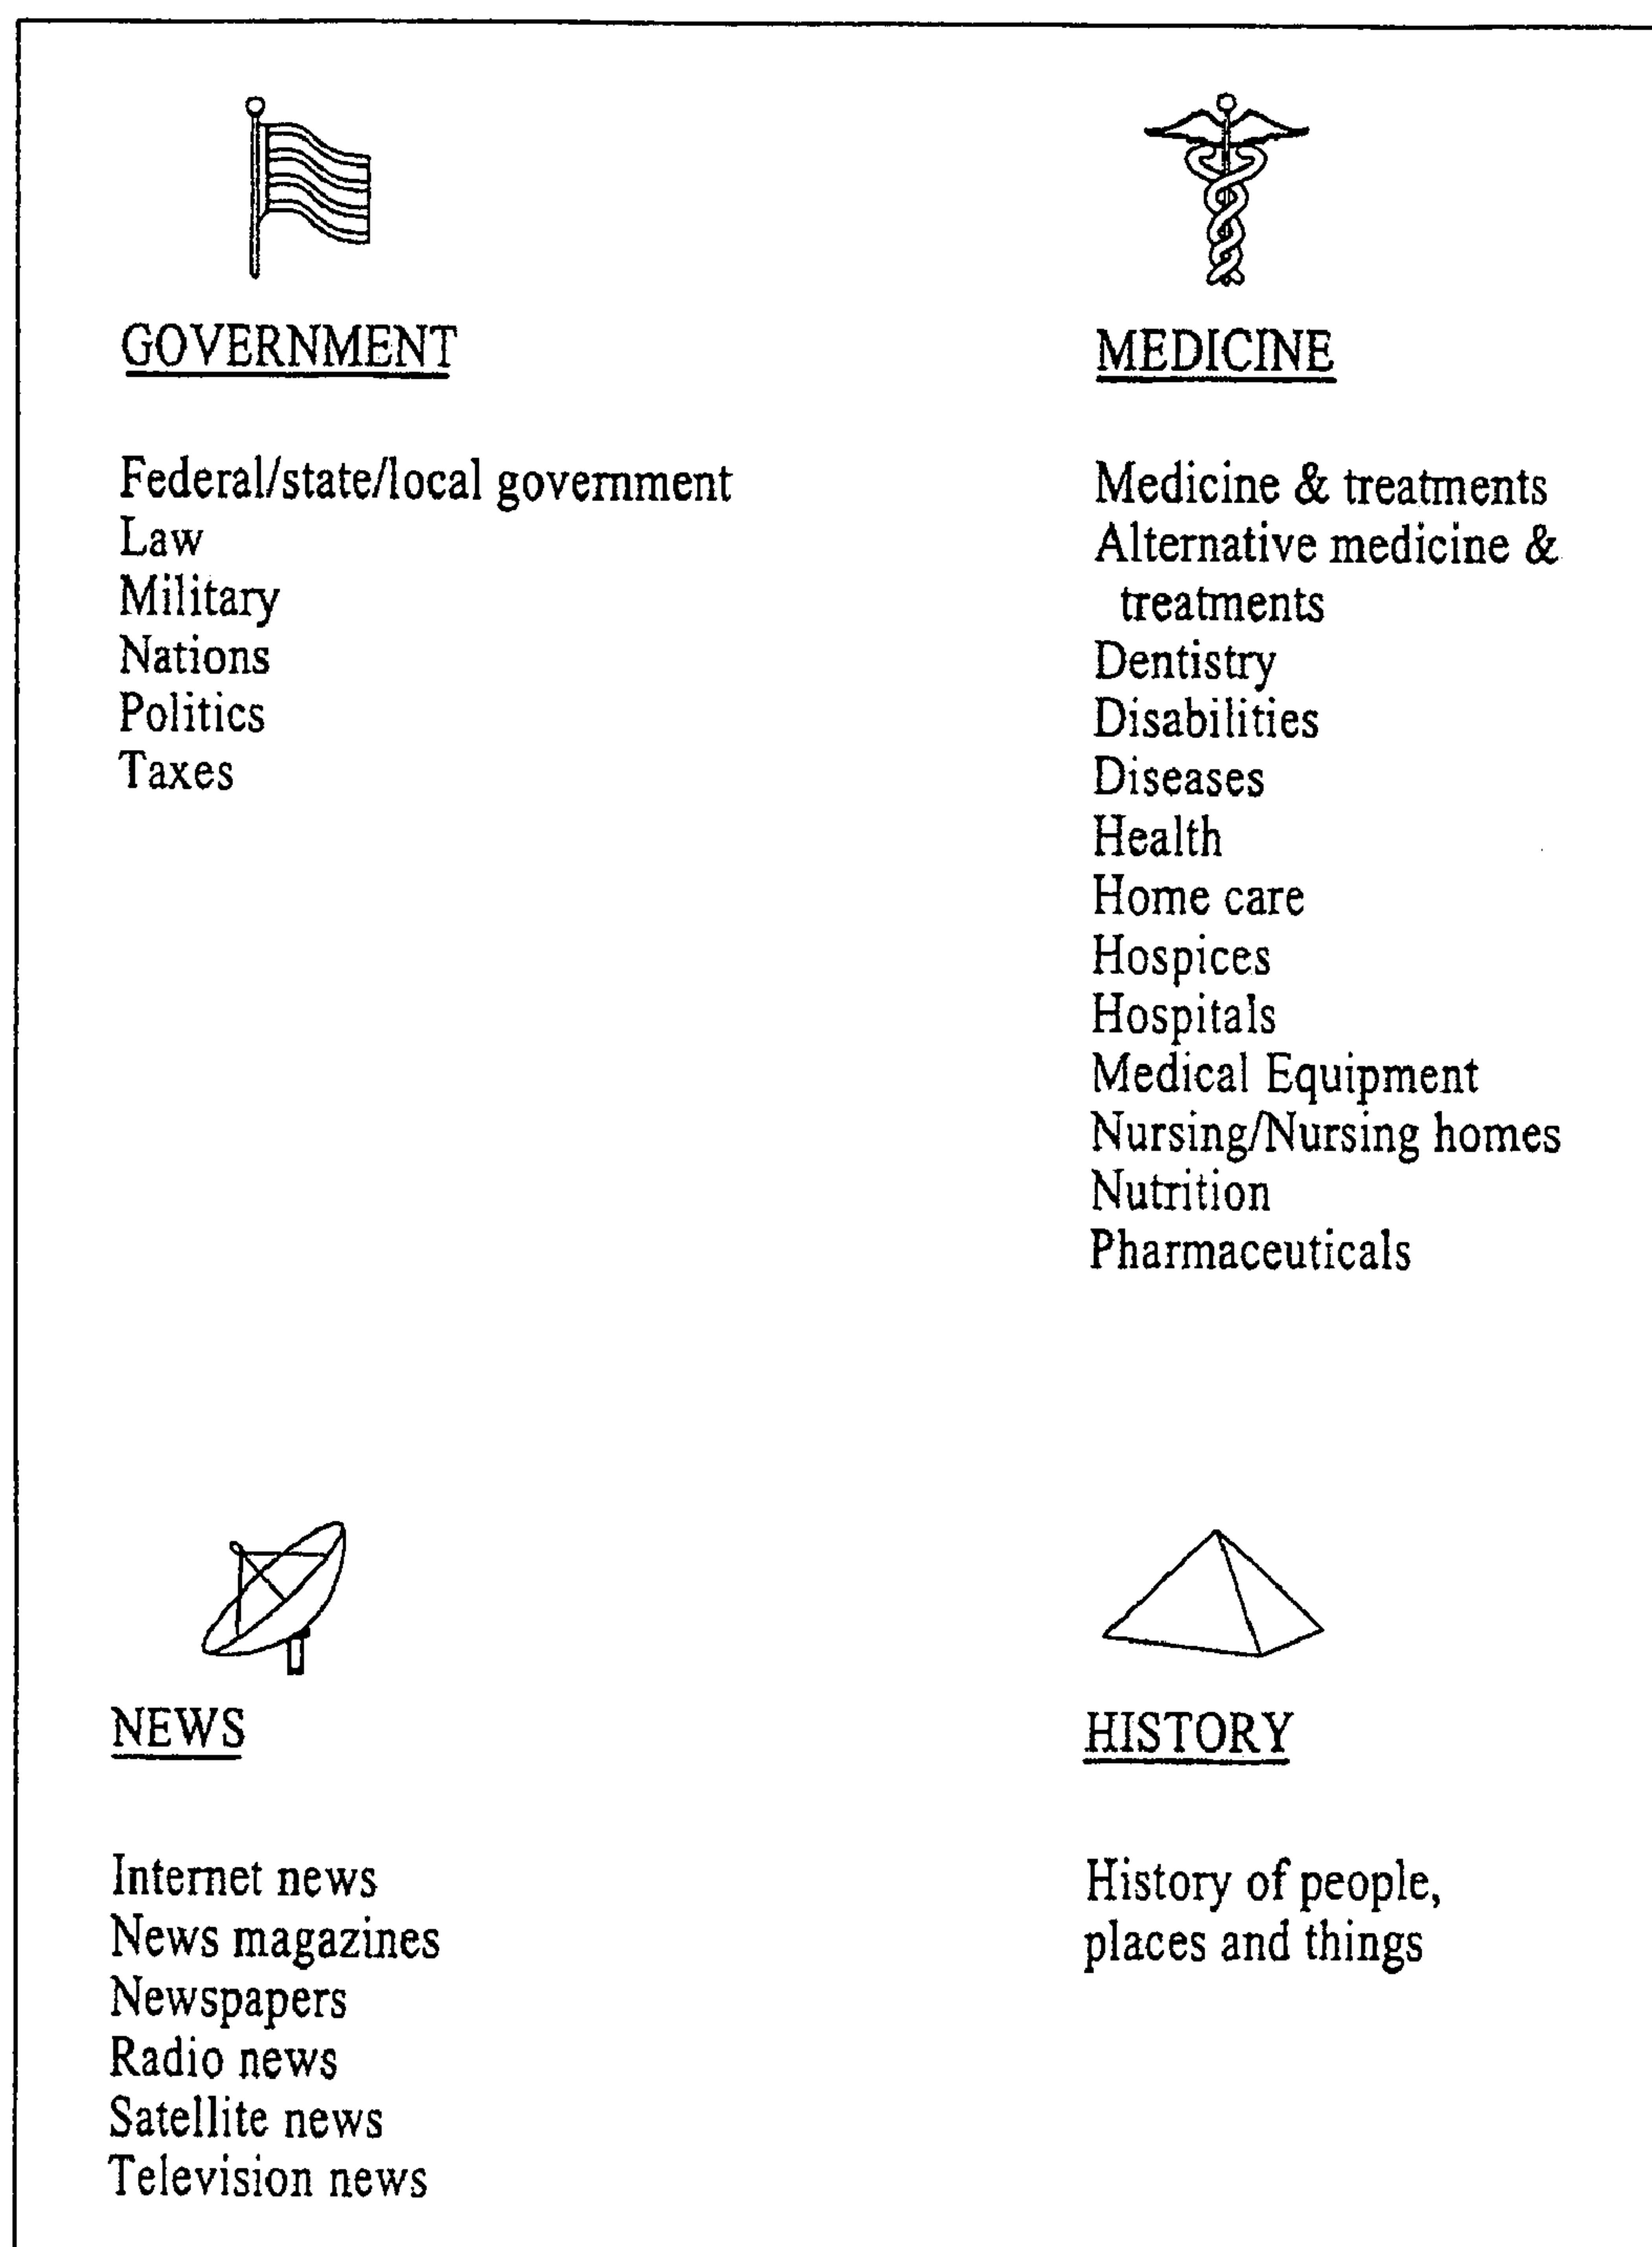 GOVERNMENT
Federal/state/local government
Law
Military
Nations
Politics
Taxes
MEDICINE
Medicine & treatments
Alternative medicine &
treatments
Dentistry
Disabilities
Diseases
Health
Home care
Hospices
Hospitals
Medical Equipment
Nursing/Nursing homes
Nutrition
Pharmaceuticals
NEWS
Internet news
News magazines
Newspapers
Radio news
Satellite news
Television news
HISTORY
History of people,
places and things